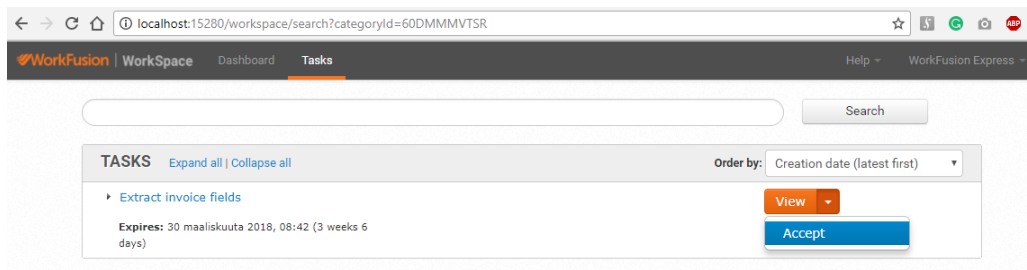 localhost:15280/workspace/search?categoryId=60DMMMVTSR
ABP
WorkFusion | WorkSpace Dashboard Tasks Help WorkFusion Express
Search
TASKS Expand all | Collapse all Order by: Creation date (latest first)
Extract invoice fields View
Expires: 30 maaliskuuta 2018, 08:42 (3 weeks 6
days)
Accept